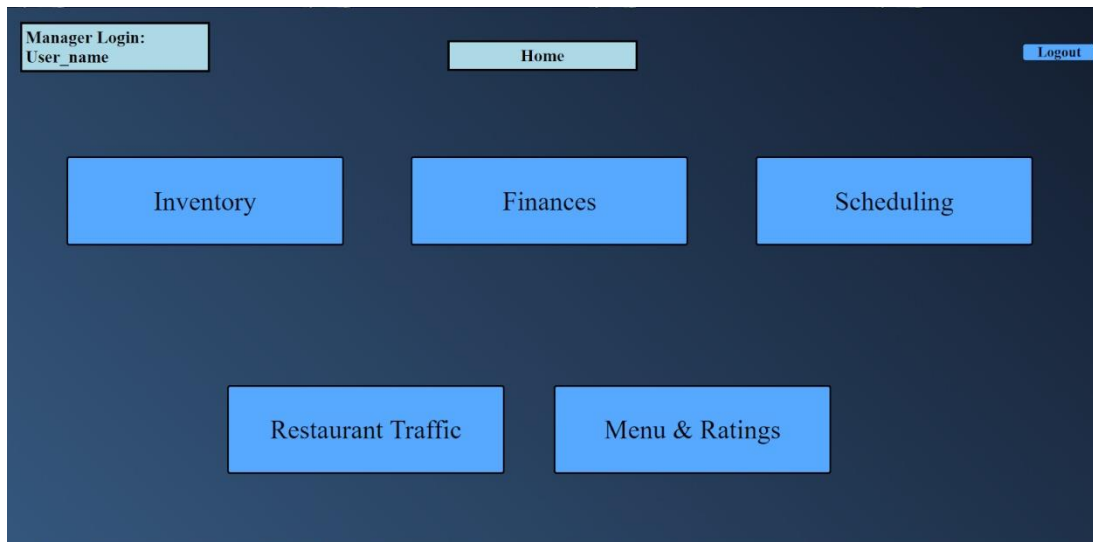 Manager Login:
User_name
Home
Logout
Inventory
Finances
Scheduling
Restaurant Traffic
Menu & Ratings